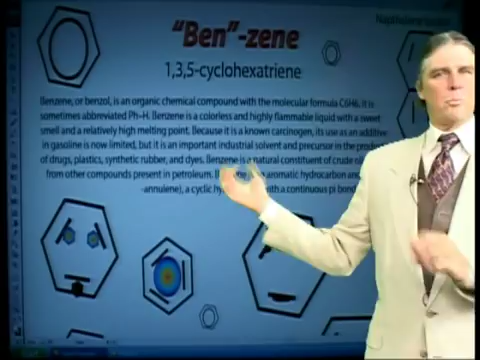 Napthalene
"Ben"-zene
1,3,5-cyclohexatriene
Benzene, or benzol, is an organic chemical compound with the molecular formula C6H6. It is
sometimes abbreviated Ph–H. Benzene is a colorless and highly flammable liquid with a sweet
smell and a relatively high melting point. Because it is a known carcinogen, its use as an additive
in gasoline is now limited, but it is an important industrial solvent and precursor in the
of drugs, plastics, synthetic rubber, and dyes. Benzene is a natural constituent of crude
from other compounds present in petroleum. aromatic hydrocarbon and
-annulene), a cyclic with a continuous pi bond